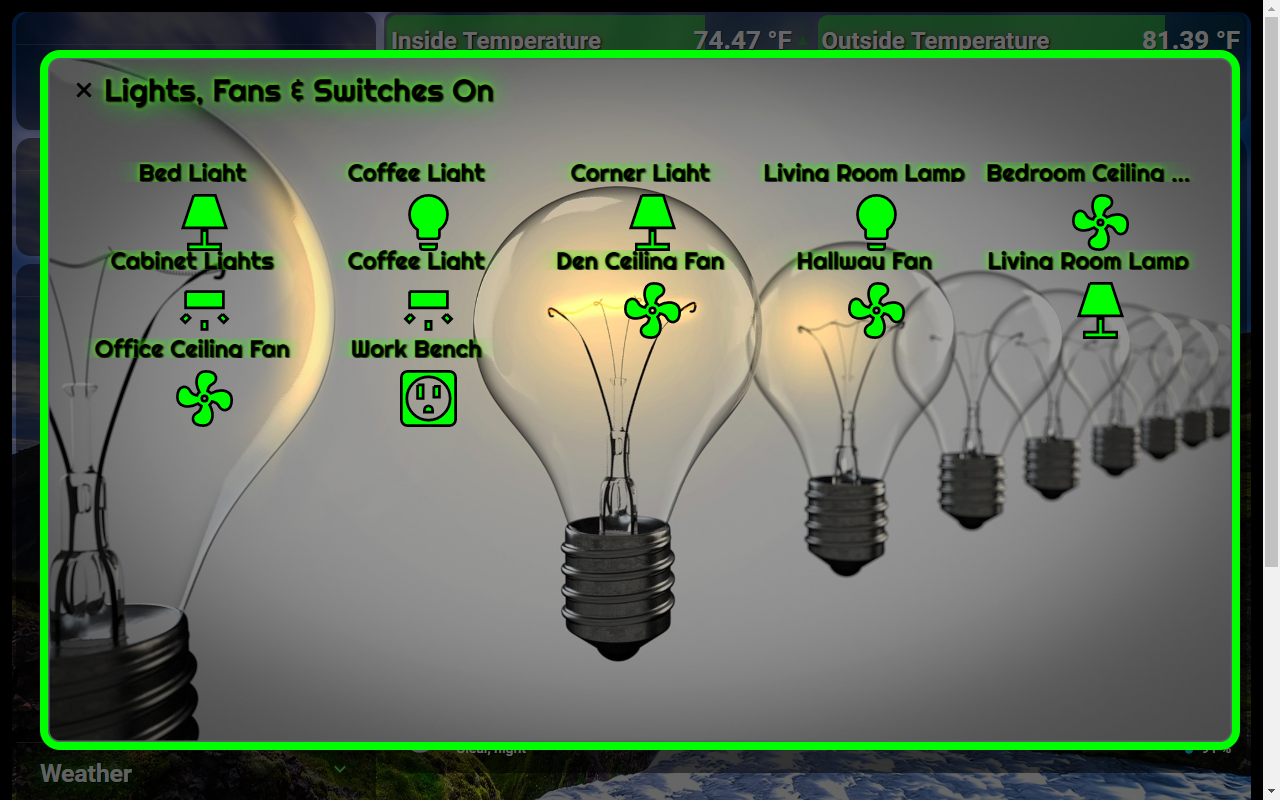 Inside Temperature 74.47 °F Outside Temperature 81.39 °F
× Lights, Fans & Switches On
Bed Light Coffee Light Corner Light Living Room Lamp Bedroom Ceiling ...
Cabinet Lights Coffee Light Den Ceiling Fan Hallway Fan Living Room Lamp
Office Ceiling Fan Work Bench
Clear, night 91 %
Weather